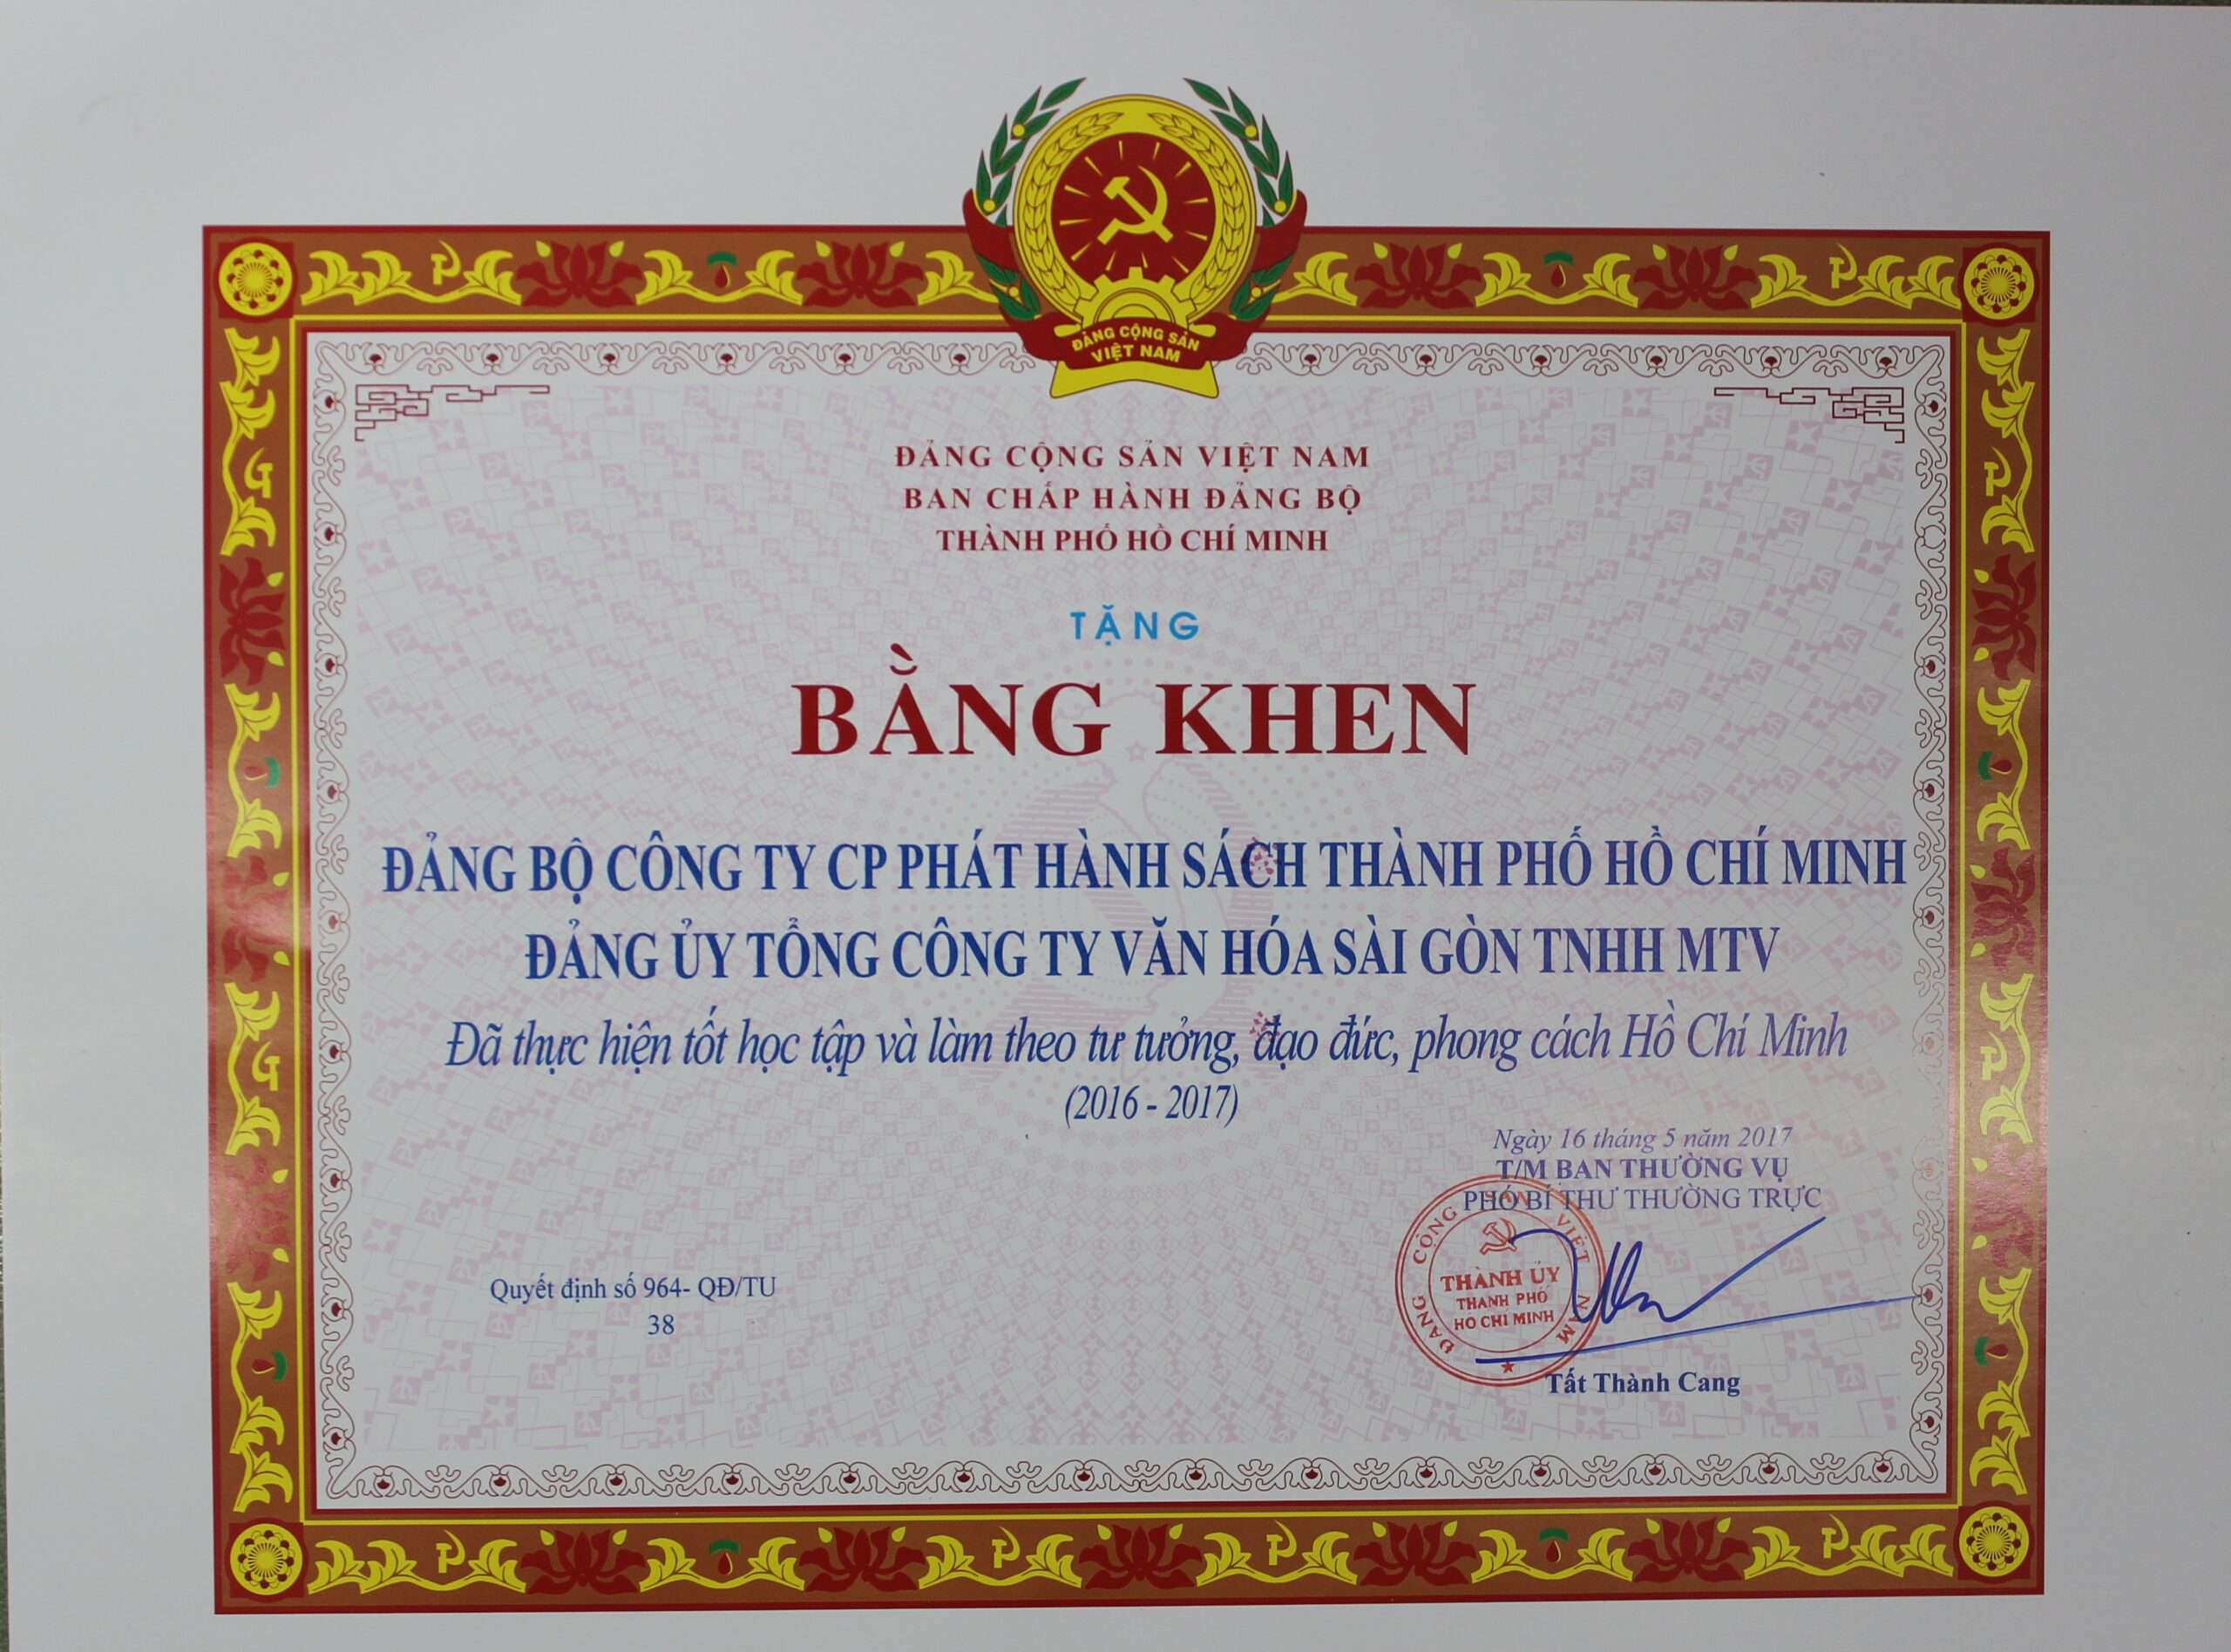 ĐẢNG CỘNG SẢN
VIỆT NAM
ĐẢNG CỘNG SẢN VIỆT NAM
BAN CHẤP HÀNH ĐẢNG BỘ
THÀNH PHỐ HỒ CHÍ MINH
TẶNG
BẰNG KHEN
ĐẢNG BỘ CÔNG TY CP PHÁT HÀNH SÁCH THÀNH PHỐ HỒ CHÍ MINH
ĐẢNG ỦY TỔNG CÔNG TY VĂN HÓA SÀI GÒN TNHH MTV
Đã thực hiện tốt học tập và làm theo tư tưởng, đạo đức, phong cách Hồ Chí Minh
(2016 - 2017)
Ngày 16 tháng 5 năm 2017
T/M BAN THƯỜNG VỤ
PHÓ BÍ THƯ THƯỜNG TRỰC
ĐẢNG CỘNG SẢN VIỆT NAM
THÀNH ỦY
THÀNH PHỐ
HỒ CHÍ MINH
Quyết định số 964- QĐ/TU
38
Tất Thành Cang